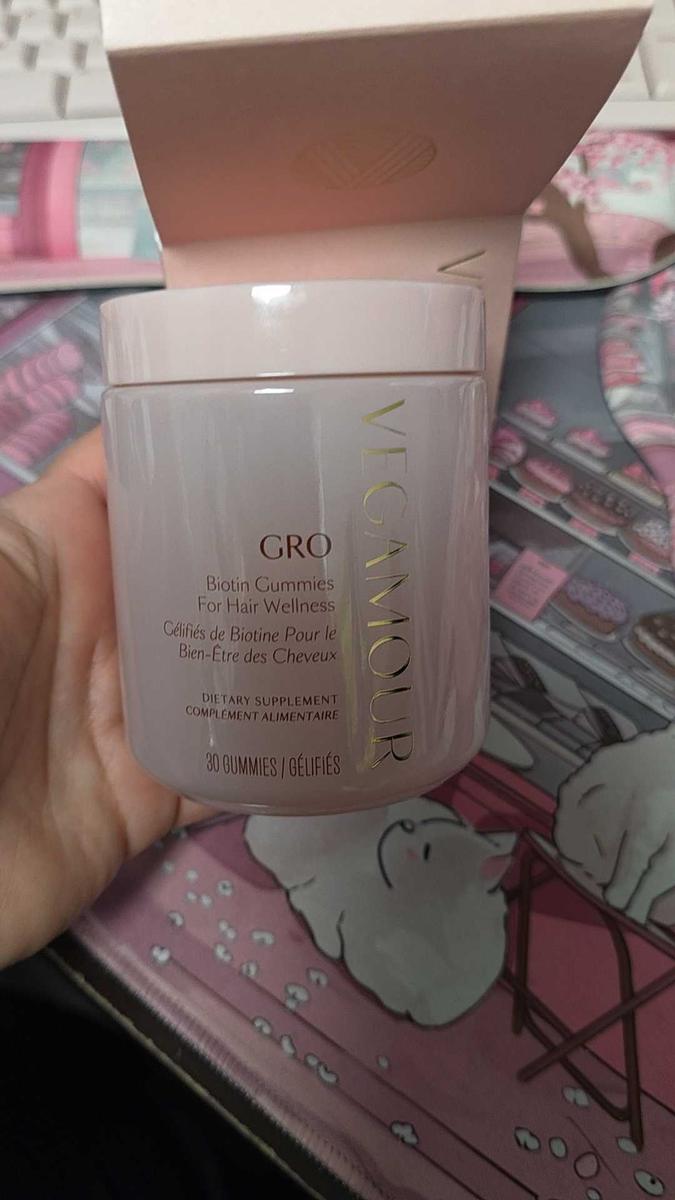 V
VEGAMOUR
GRO
Biotin Gummies
For Hair Wellness
Gélifiés de Biotine Pour le
Bien-Être des Cheveux
DIETARY SUPPLEMENT
COMPLÉMENT ALIMENTAIRE
30 GUMMIES / GÉLIFIÉS